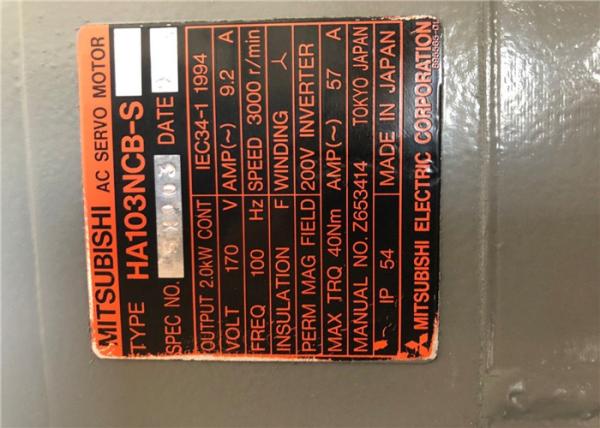 MITSUBISHI AC SERVO MOTOR
TYPE HA103NCB-S
SPEC NO. DATE
OUTPUT 2.0kW CONT IEC34-1 1994
VOLT 170 V AMP(~) 9.2 A
FREQ 100 Hz SPEED 3000 r/min
INSULATION F WINDING
PERM MAG FIELD 200V INVERTER
MAX TRQ 40Nm AMP(~) 57 A
MANUAL NO. Z653414 TOKYO JAPAN
IP 54 MADE IN JAPAN
MITSUBISHI ELECTRIC CORPORATION